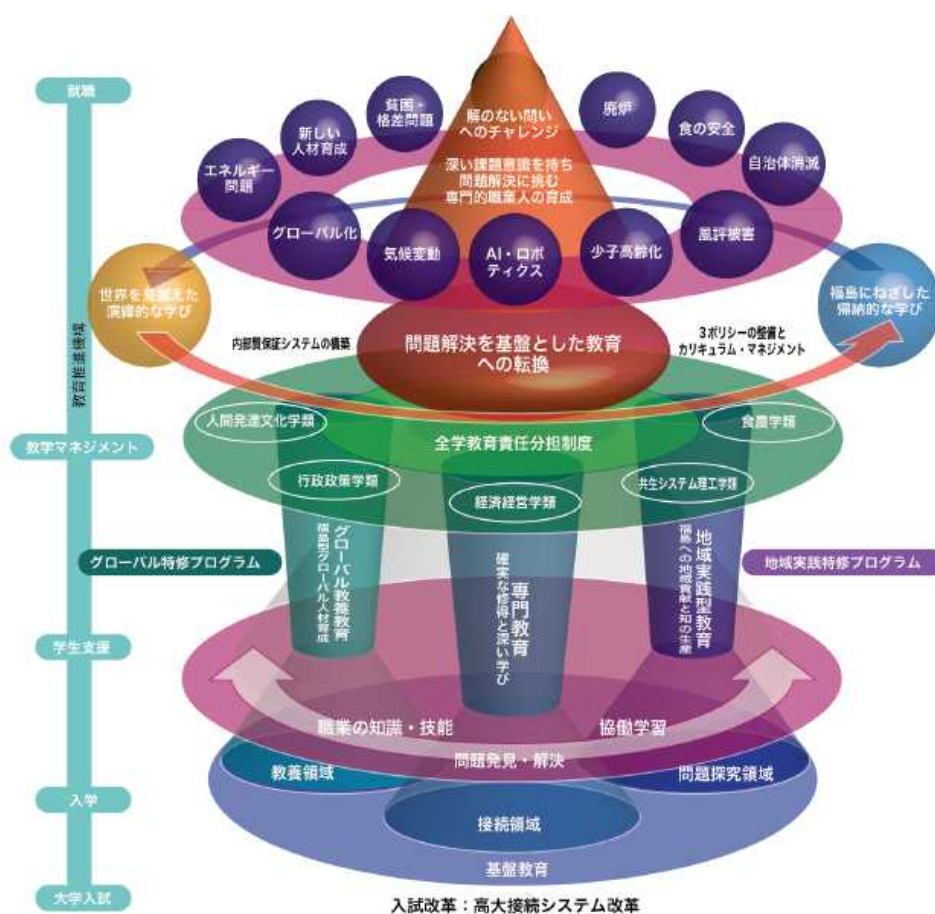 就職
貧困・
格差問題
新しい
人材育成
エネルギー
問題
解のない問い
へのチャレンジ
廃炉
食の安全
自治体消滅
深い課題意識を持ち
問題解決に挑む
専門的職業人の育成
グローバル化
気候変動
AI・ロボ
ティクス
少子高齢化
風評被害
世界を見据えた
演繹的な学び
福島にねざした
帰納的な学び
内部質保証システムの構築
3ポリシーの整備と
カリキュラム・マネジメント
問題解決を基盤とした教育
への転換
教育推進機構
人間発達文化学類
食農学類
全学教育責任分担制度
教学マネジメント
行政政策学類
経済経営学類
共生システム理工学類
グローバル特修プログラム
グローバル教養教育
福島型グローバル人材育成
専門教育
確実な修得と深い学び
地域実践型教育
福島への地域貢献と知の生産
地域実践特修プログラム
学生支援
職業の知識・技能
協働学習
問題発見・解決
教養領域
問題探究領域
入学
接続領域
基盤教育
大学入試
入試改革：高大接続システム改革